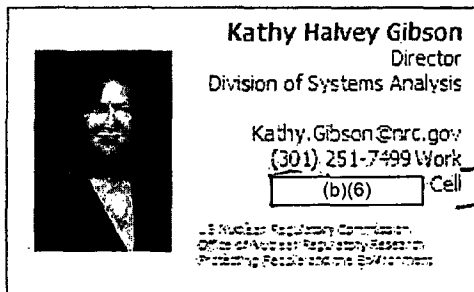 Kathy Halvey Gibson
Director
Division of Systems Analysis
Kathy.Gibson@nrc.gov
(301) 251-7499 Work
(b)(6) Cell
US Nuclear Regulatory Commission
Office of Nuclear Regulatory Research
Protecting People and the Environment